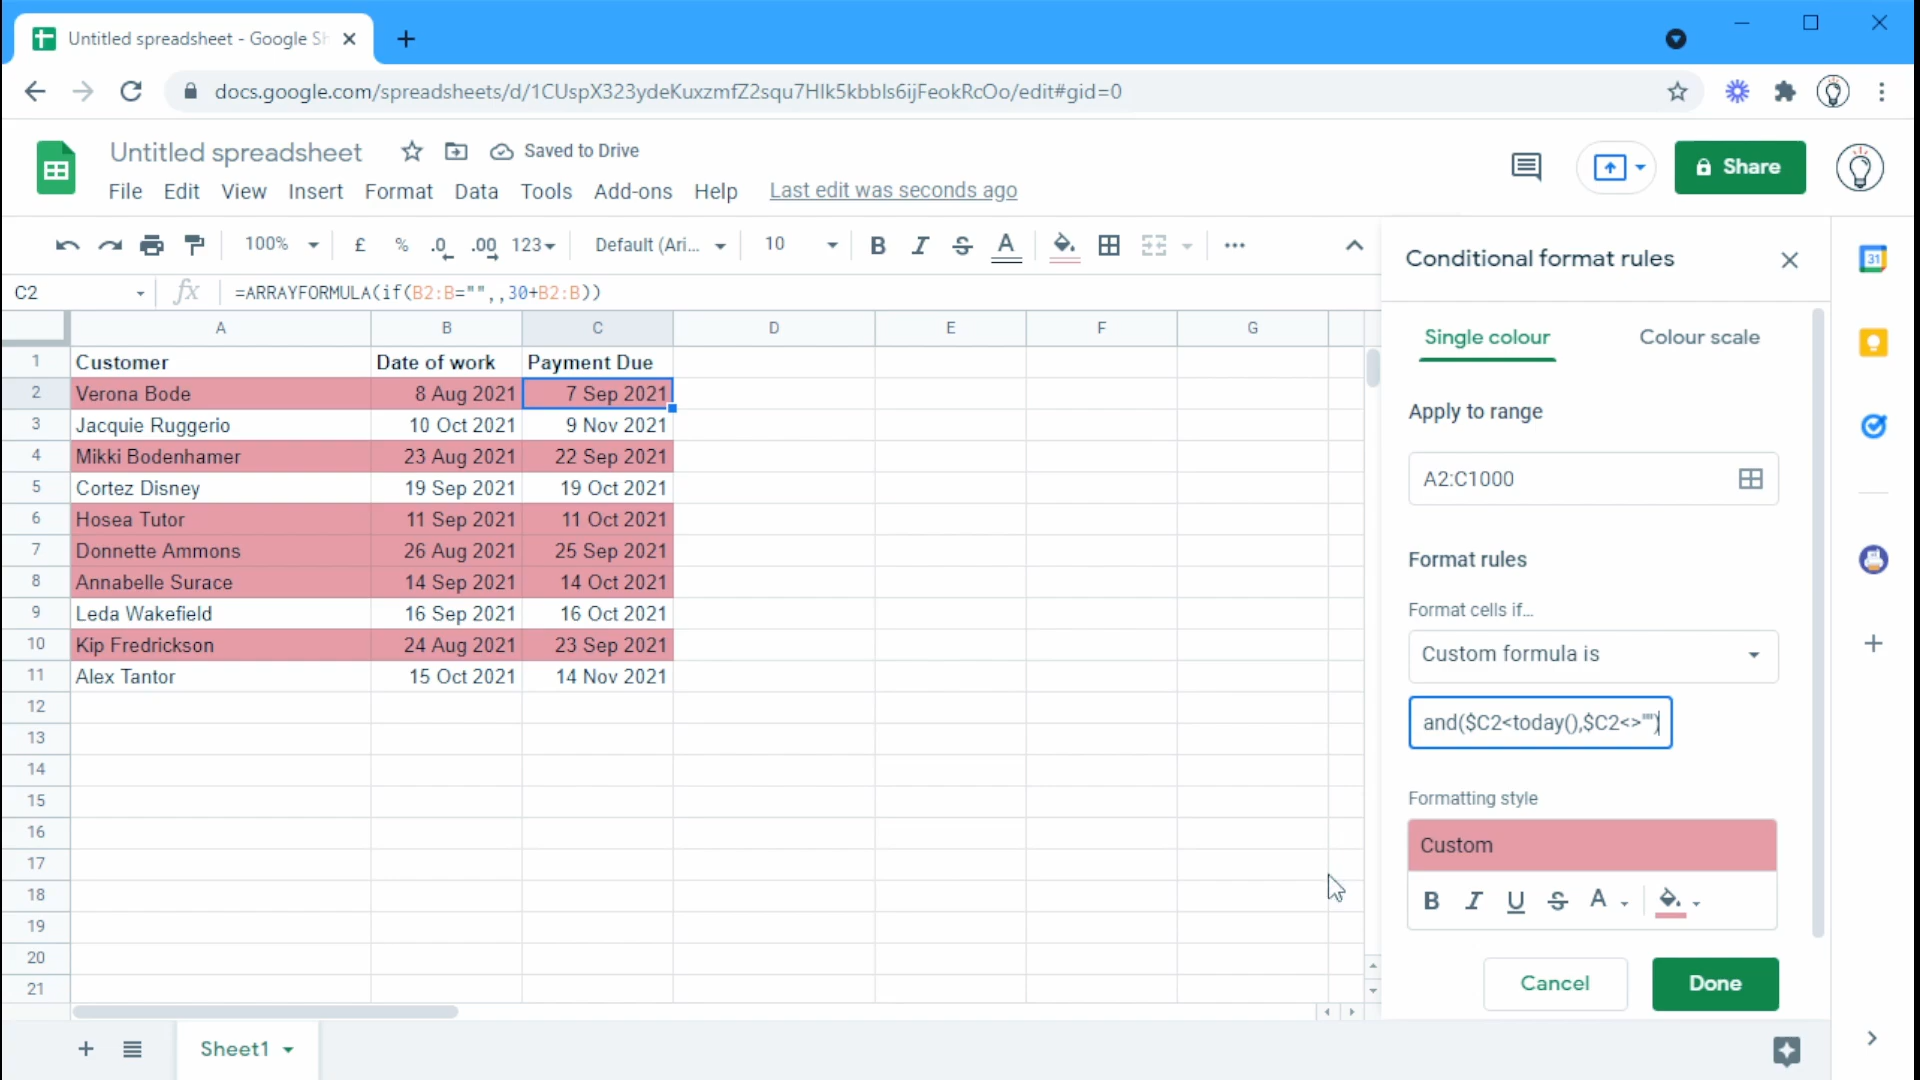 Untitled spreadsheet - Google Sh
docs.google.com/spreadsheets/d/1CUspX323ydeKuxzmfZ2squ7HIk5kbbls6ijFeokRcOo/edit#gid=0
Untitled spreadsheet
Saved to Drive
Share
File Edit View Insert Format Data Tools Add-ons Help Last edit was seconds ago
100% £ % .0 .00 123 Default (Ari... 10 B I S A
C2 fx =ARRAYFORMULA(if(B2:B="",,30+B2:B))
A B C D E F G
1 Customer Date of work Payment Due
2 Verona Bode 8 Aug 2021 7 Sep 2021
3 Jacquie Ruggerio 10 Oct 2021 9 Nov 2021
4 Mikki Bodenhamer 23 Aug 2021 22 Sep 2021
5 Cortez Disney 19 Sep 2021 19 Oct 2021
6 Hosea Tutor 11 Sep 2021 11 Oct 2021
7 Donnette Ammons 26 Aug 2021 25 Sep 2021
8 Annabelle Surace 14 Sep 2021 14 Oct 2021
9 Leda Wakefield 16 Sep 2021 16 Oct 2021
10 Kip Fredrickson 24 Aug 2021 23 Sep 2021
11 Alex Tantor 15 Oct 2021 14 Nov 2021
12
13
14
15
16
17
18
19
20
21
Sheet1
Conditional format rules
Single colour Colour scale
Apply to range
A2:C1000
Format rules
Format cells if...
Custom formula is
and($C2<today(),$C2<>"")
Formatting style
Custom
B I U S A
Cancel Done
31